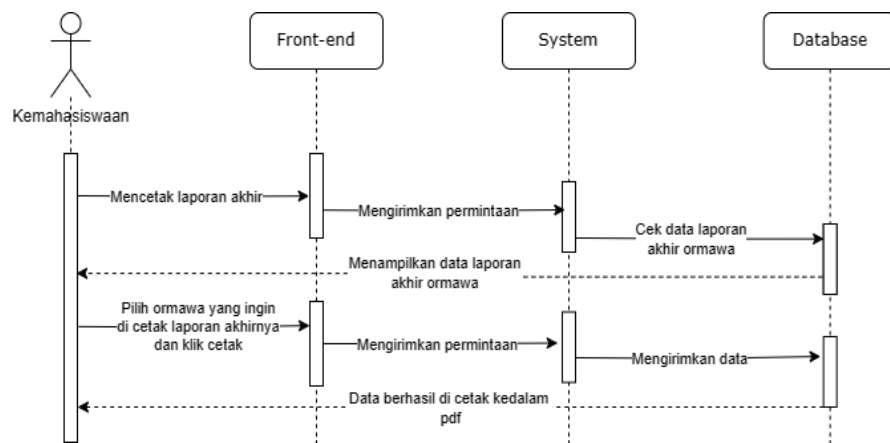 Front-end
System
Database
Kemahasiswaan
Mencetak laporan akhir
Mengirimkan permintaan
Cek data laporan
akhir ormawa
Menampilkan data laporan
akhir ormawa
Pilih ormawa yang ingin
di cetak laporan akhirnya
dan klik cetak
Mengirimkan permintaan
Mengirimkan data
Data berhasil di cetak kedalam
pdf